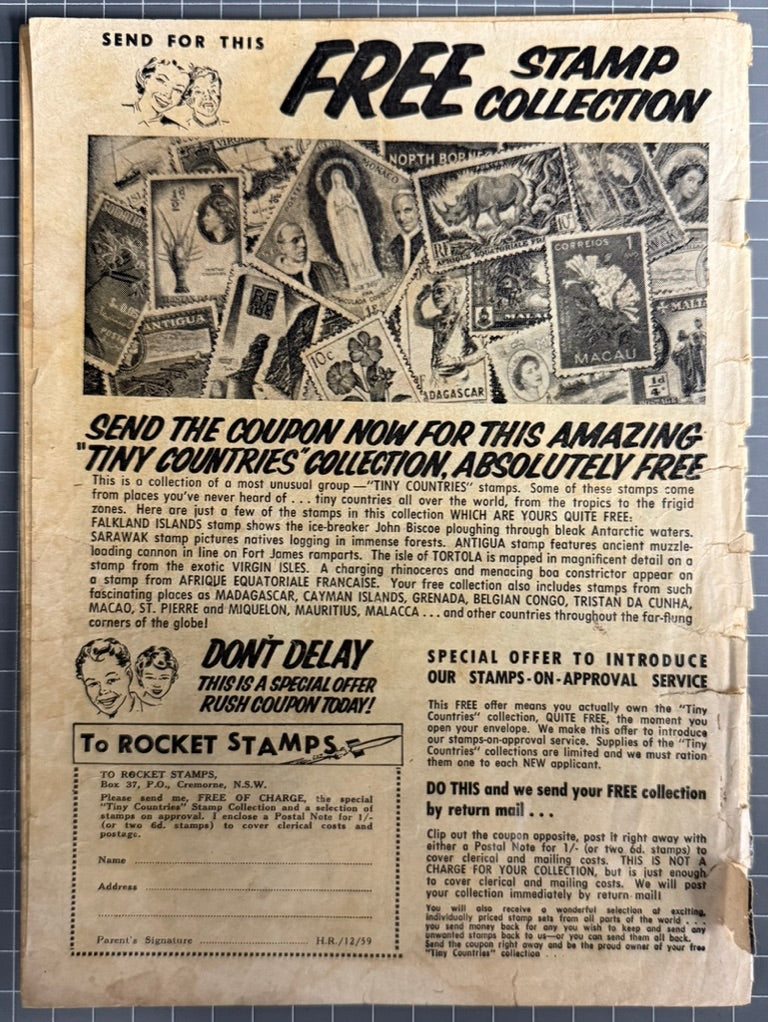 SEND FOR THIS
FREE STAMP
COLLECTION
NORTH BORNEO
MONACO
SOMALIA
ANTIGUA
RF
10F
CORREIOS 1
MACAU
MALTA
10c
MADAGASCAR
1d
4
SEND THE COUPON NOW FOR THIS AMAZING
"TINY COUNTRIES" COLLECTION, ABSOLUTELY FREE
This is a collection of a most unusual group —"TINY COUNTRIES" stamps. Some of these stamps come
from places you've never heard of . . . tiny countries all over the world, from the tropics to the frigid
zones. Here are just a few of the stamps in this collection WHICH ARE YOURS QUITE FREE:
FALKLAND ISLANDS stamp shows the ice-breaker John Biscoe ploughing through bleak Antarctic waters.
SARAWAK stamp pictures natives logging in immense forests. ANTIGUA stamp features ancient muzzle-
loading cannon in line on Fort James ramparts. The isle of TORTOLA is mapped in magnificent detail on a
stamp from the exotic VIRGIN ISLES. A charging rhinoceros and menacing boa constrictor appear on
a stamp from AFRIQUE EQUATORIALE FRANCAISE. Your free collection also includes stamps from such
fascinating places as MADAGASCAR, CAYMAN ISLANDS, GRENADA, BELGIAN CONGO, TRISTAN DA CUNHA,
MACAO, ST. PIERRE and MIQUELON, MAURITIUS, MALACCA . . . and other countries throughout the far-flung
corners of the globe!
DON'T DELAY
THIS IS A SPECIAL OFFER
RUSH COUPON TODAY!
To ROCKET STAMPS
TO ROCKET STAMPS,
Box 37, P.O., Cremorne, N.S.W.
Please send me, FREE OF CHARGE, the special
"Tiny Countries" Stamp Collection and a selection of
stamps on approval. I enclose a Postal Note for 1/-
(or two 6d. stamps) to cover clerical costs and
postage.
Name
Address
Parent's Signature H.R./12/59
SPECIAL OFFER TO INTRODUCE
OUR STAMPS-ON-APPROVAL SERVICE
This FREE offer means you actually own the "Tiny
Countries" collection, QUITE FREE, the moment you
open your envelope. We make this offer to introduce
our stamps-on-approval service. Supplies of the "Tiny
Countries" collections are limited and we must ration
them one to each NEW applicant.
DO THIS and we send your FREE collection
by return mail . . .
Clip out the coupon opposite, post it right away with
either a Postal Note for 1/- (or two 6d. stamps) to
cover clerical and mailing costs. THIS IS NOT A
CHARGE FOR YOUR COLLECTION, but is just enough
to cover clerical and mailing costs. We will post
your collection immediately by return mail!
You will also receive a wonderful selection of exciting,
individually priced stamp sets from all parts of the world . . .
you send money back for any you wish to keep and send any
unwanted stamps back to us—or you can send them all back.
Send the coupon right away and be the proud owner of your free
"Tiny Countries" collection . . .